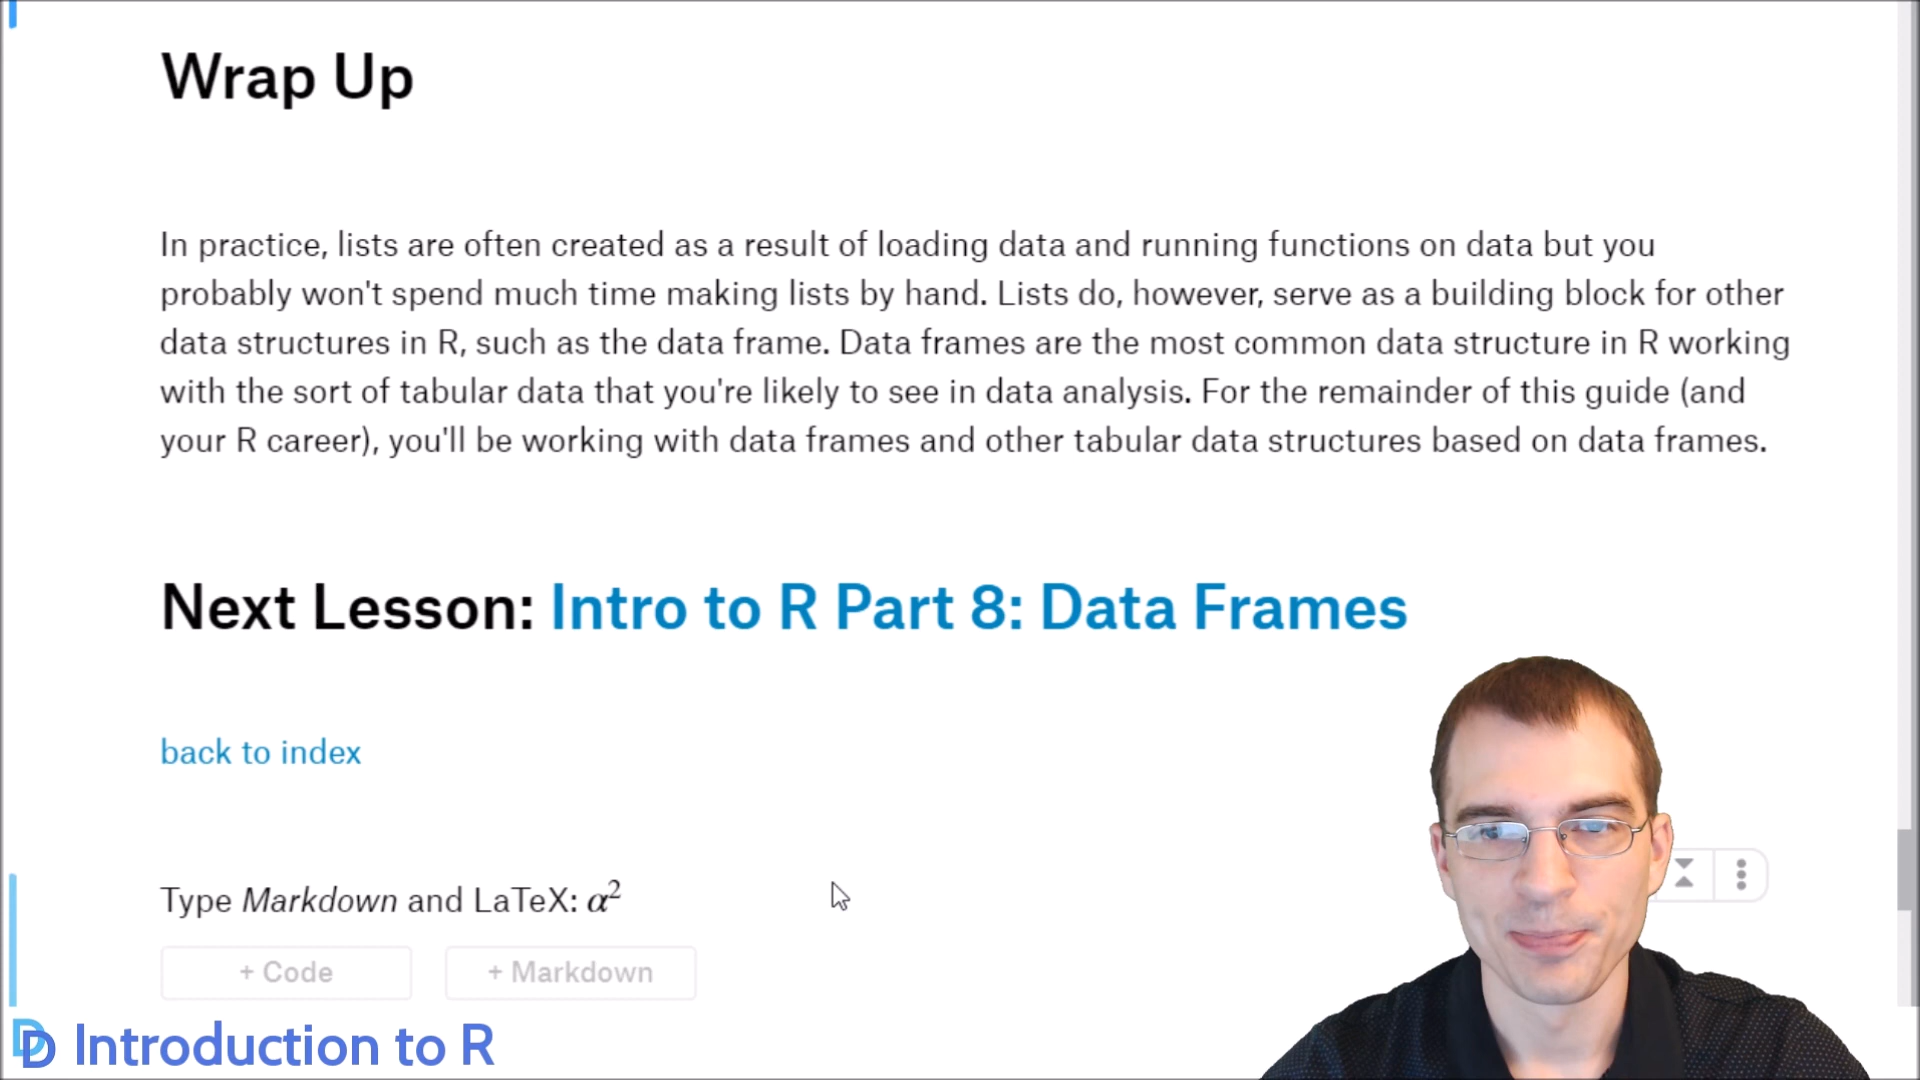 Wrap Up
In practice, lists are often created as a result of loading data and running functions on data but you
probably won't spend much time making lists by hand. Lists do, however, serve as a building block for other
data structures in R, such as the data frame. Data frames are the most common data structure in R working
with the sort of tabular data that you're likely to see in data analysis. For the remainder of this guide (and
your R career), you'll be working with data frames and other tabular data structures based on data frames.
Next Lesson: Intro to R Part 8: Data Frames
back to index
Type Markdown and LaTeX: α²
+ Code
+ Markdown
D Introduction to R